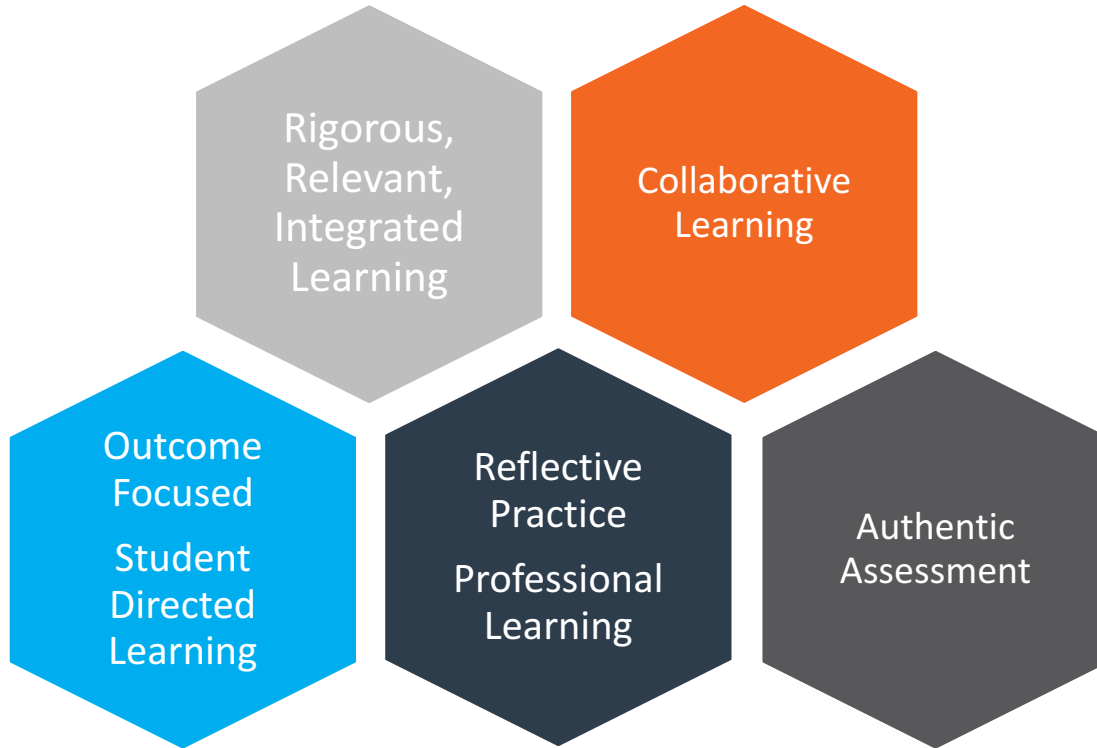 Rigorous,
Relevant,
Integrated
Learning
Collaborative
Learning
Outcome
Focused
Student
Directed
Learning
Reflective
Practice
Professional
Learning
Authentic
Assessment